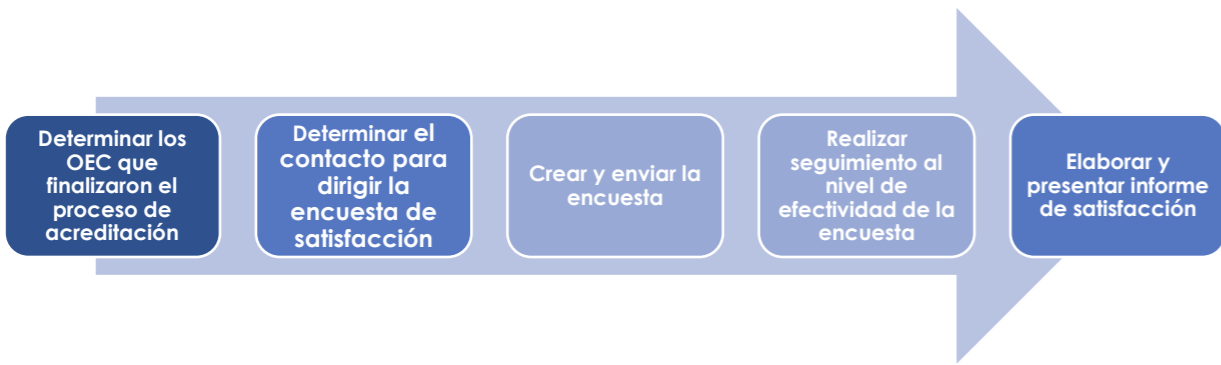 Determinar los
OEC que
finalizaron el
proceso de
acreditación
Determinar el
contacto para
dirigir la
encuesta de
satisfacción
Crear y enviar la
encuesta
Realizar
seguimiento al
nivel de
efectividad de la
encuesta
Elaborar y
presentar informe
de satisfacción